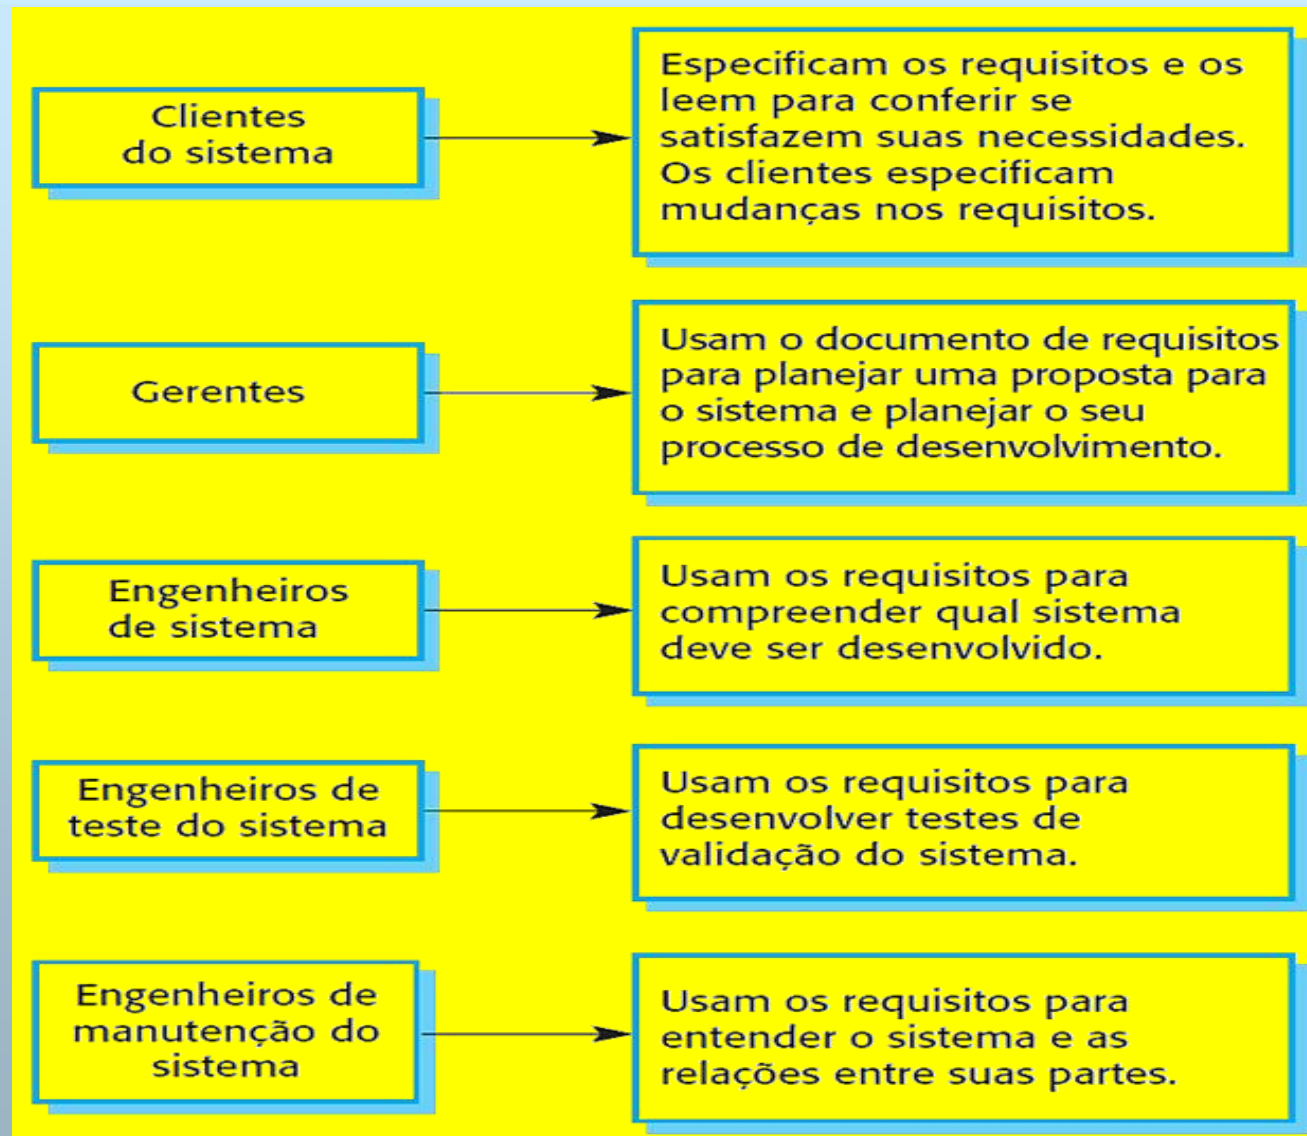 Clientes
do sistema
Especificam os requisitos e os
leem para conferir se
satisfazem suas necessidades.
Os clientes especificam
mudanças nos requisitos.
Gerentes
Usam o documento de requisitos
para planejar uma proposta para
o sistema e planejar o seu
processo de desenvolvimento.
Engenheiros
de sistema
Usam os requisitos para
compreender qual sistema
deve ser desenvolvido.
Engenheiros de
teste do sistema
Usam os requisitos para
desenvolver testes de
validação do sistema.
Engenheiros de
manutenção do
sistema
Usam os requisitos para
entender o sistema e as
relações entre suas partes.